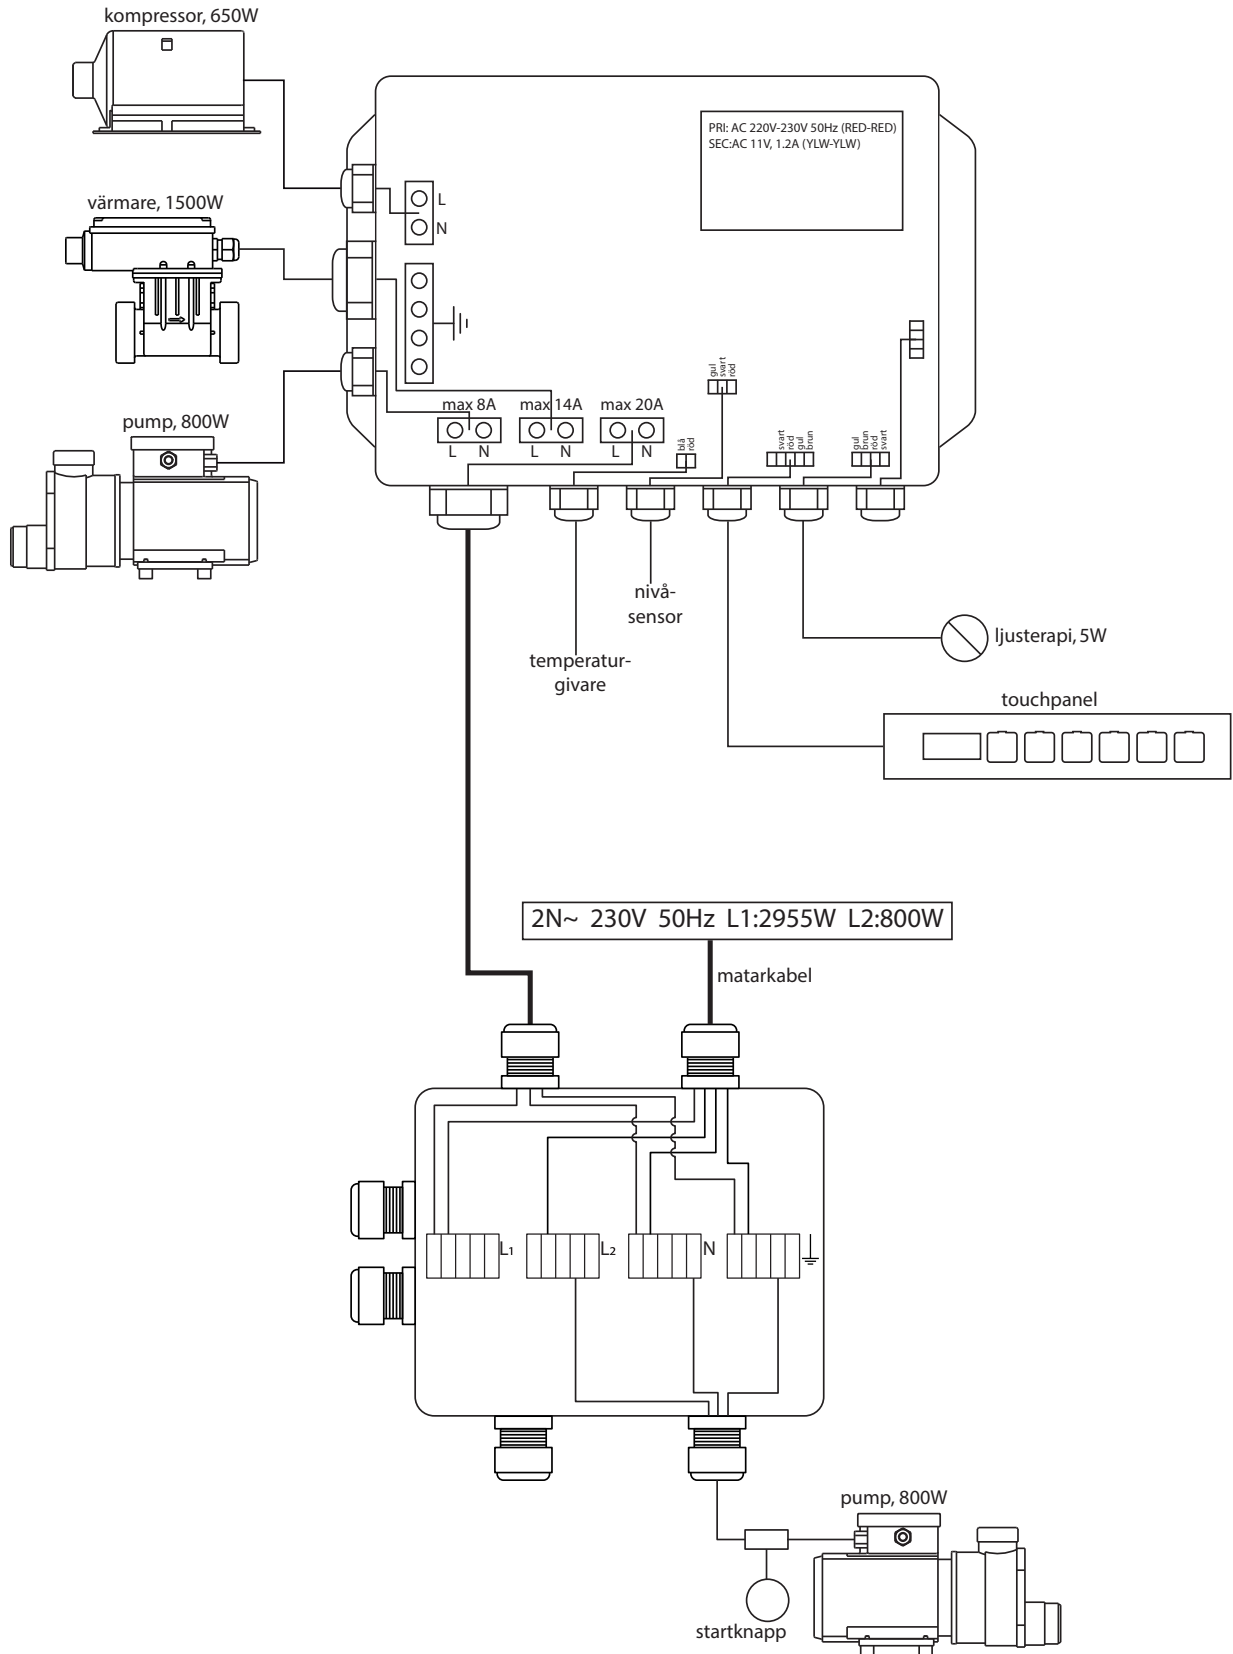 kompressor, 650W
PRI: AC 220V-230V 50Hz (RED-RED)
SEC:AC 11V, 1.2A (YLW-YLW)
L
N
värmare, 1500W
pump, 800W
max 8A
max 14A
max 20A
L N
L N
L N
blå
röd
gul
svart
röd
svart
röd
gul
brun
gul
brun
röd
svart
nivå-
sensor
temperatur-
givare
ljusterapi, 5W
touchpanel
2N~ 230V 50Hz L1:2955W L2:800W
matarkabel
L1
L2
N
pump, 800W
startknapp